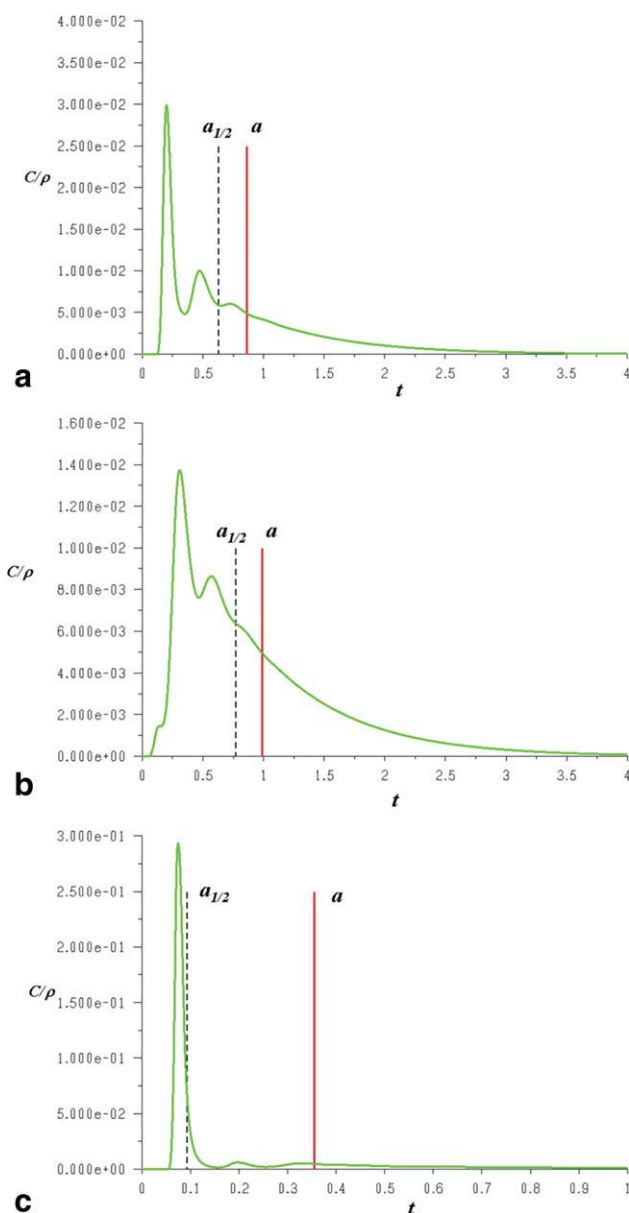 4.000e-02
3.500e-02
3.000e-02
a1/2 a
2.500e-02
C/ρ
2.000e-02
1.500e-02
1.000e-02
5.000e-03
0.000e+00
0 0.5 1 1.5 2 2.5 3 3.5 4
a t
1.600e-02
1.400e-02
1.200e-02
a1/2 a
1.000e-02
C/ρ
8.000e-03
6.000e-03
4.000e-03
2.000e-03
0.000e+00
0 0.5 1 1.5 2 2.5 3 3.5 4
b t
3.000e-01
2.500e-01
a1/2 a
2.000e-01
C/ρ
1.500e-01
1.000e-01
5.000e-02
0.000e+00
0 0.1 0.2 0.3 0.4 0.5 0.6 0.7 0.8 0.9 1
c t